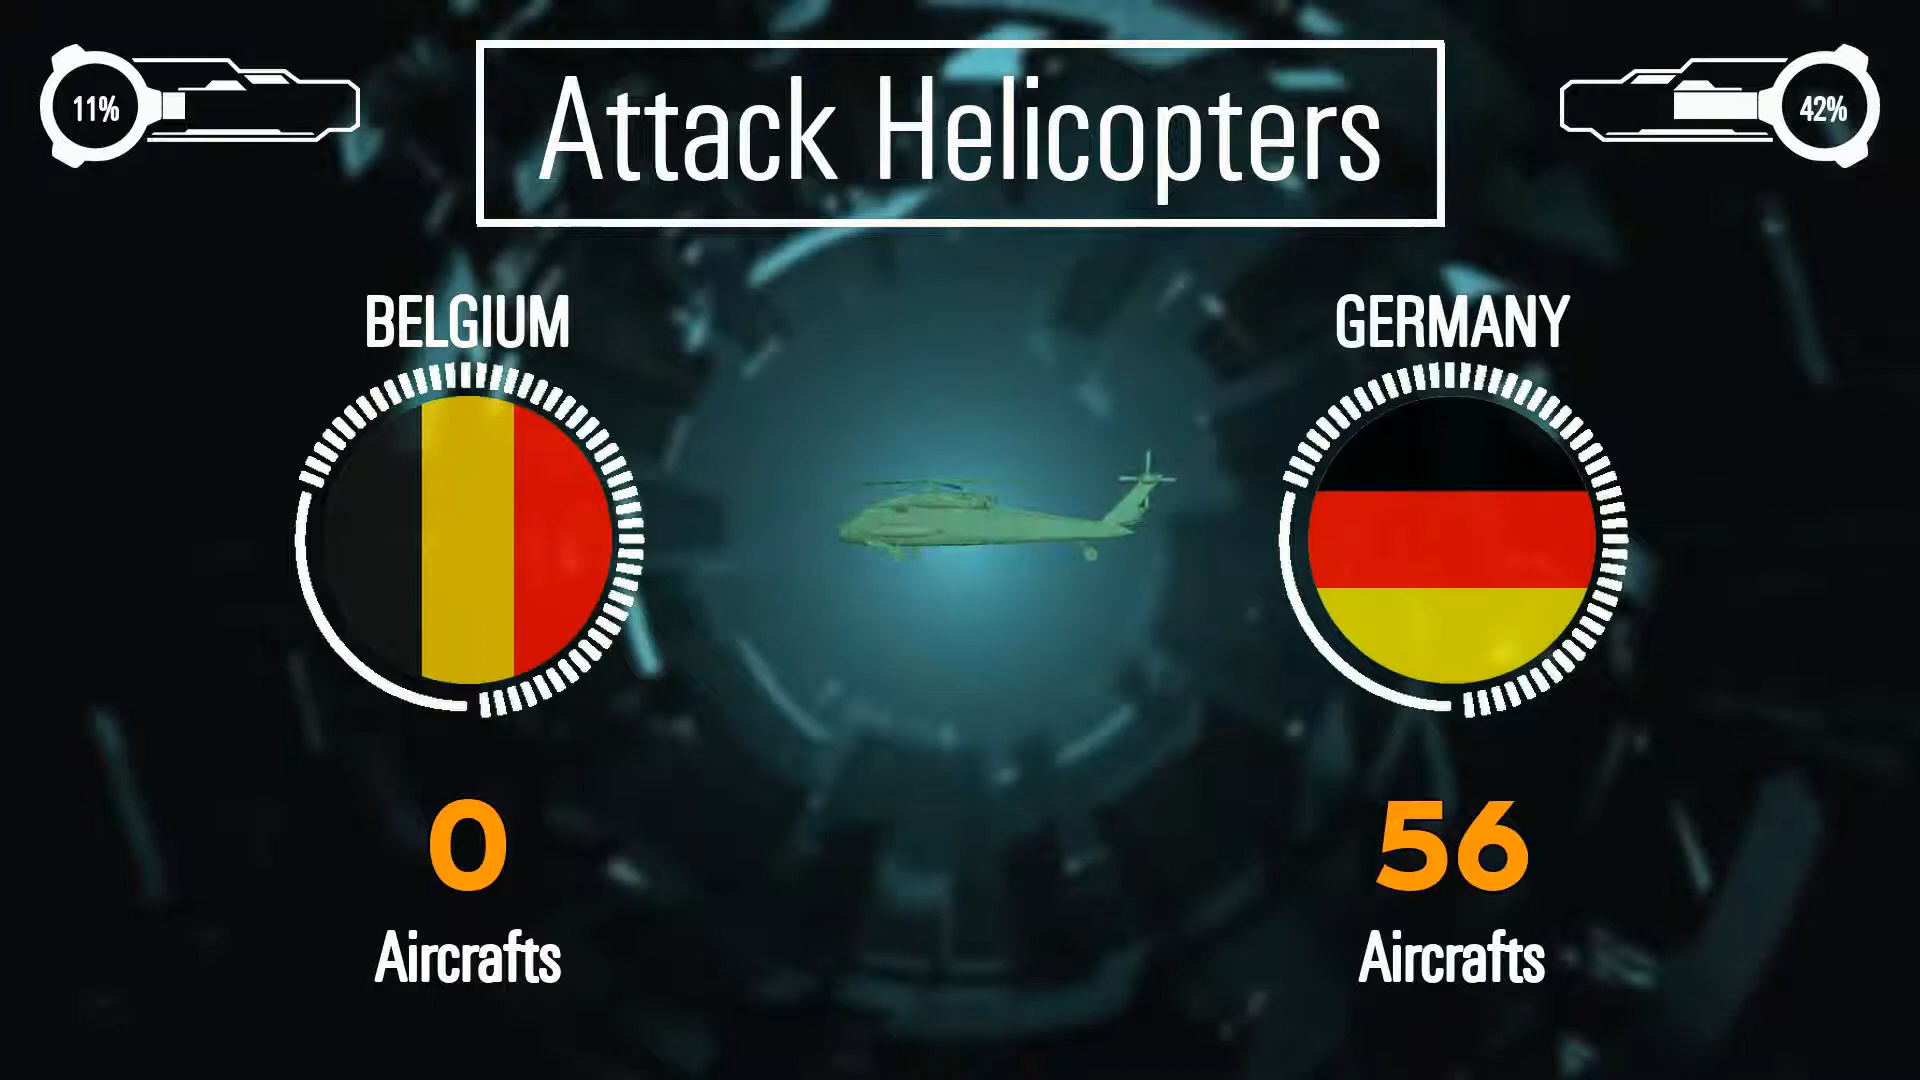 11%
Attack Helicopters
42%
BELGIUM
GERMANY
0
56
Aircrafts
Aircrafts